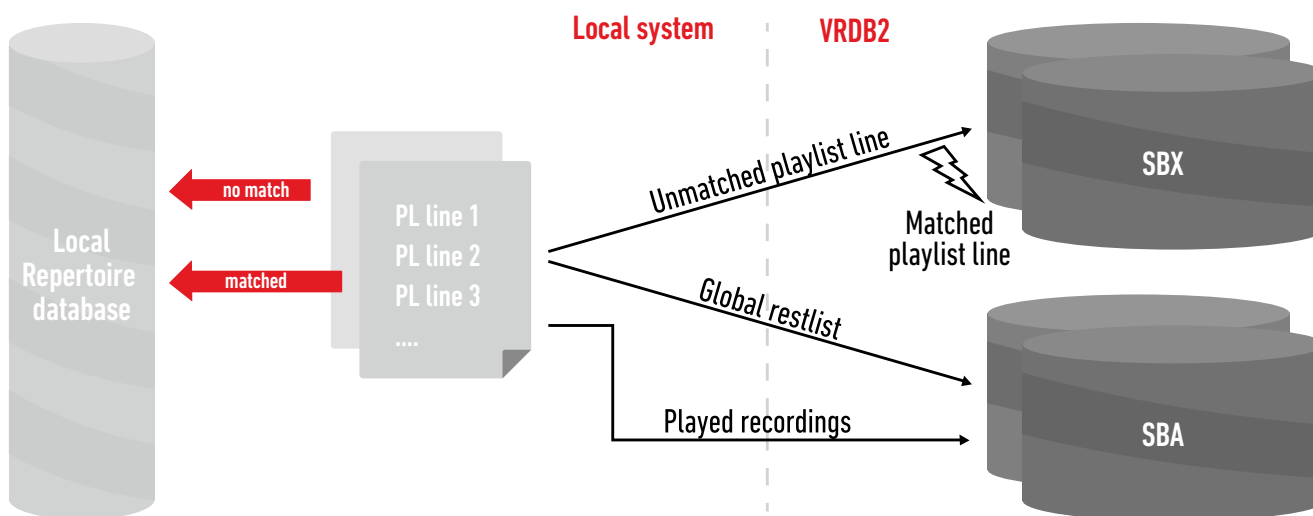 Local system
VRDB2
no match
matched
Local
Repertoire
database
PL line 1
PL line 2
PL line 3
....
Unmatched playlist line
Matched
playlist line
Global restlist
Played recordings
SBX
SBA